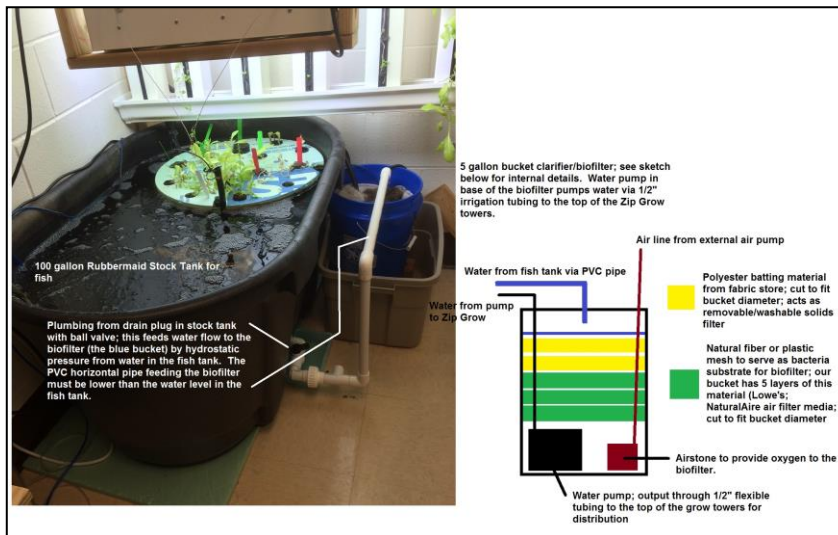 100 gallon Rubbermaid Stock Tank for
fish
Plumbing from drain plug in stock tank
with ball valve; this feeds water flow to the
biofilter (the blue bucket) by hydrostatic
pressure from water in the fish tank. The
PVC horizontal pipe feeding the biofilter
must be lower than the water level in the
fish tank.
5 gallon bucket clarifier/biofilter; see sketch
below for internal details. Water pump in
base of the biofilter pumps water via 1/2"
irrigation tubing to the top of the Zip Grow
towers.
Air line from external air pump
Water from fish tank via PVC pipe
Water from pump
to Zip Grow
Polyester batting material
from fabric store; cut to fit
bucket diameter; acts as
removable/washable solids
filter
Natural fiber or plastic
mesh to serve as bacteria
substrate for biofilter; our
bucket has 5 layers of this
material (Lowe's;
NaturalAire air filter media;
cut to fit bucket diameter
Airstone to provide oxygen to the
biofilter.
Water pump; output through 1/2" flexible
tubing to the top of the grow towers for
distribution